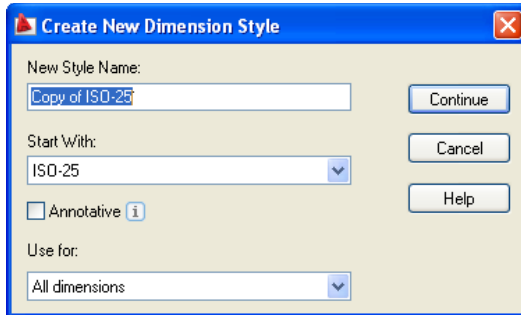 Create New Dimension Style
New Style Name:
Copy of ISO-25
Continue
Start With:
Cancel
ISO-25
Help
Annotative i
Use for:
All dimensions